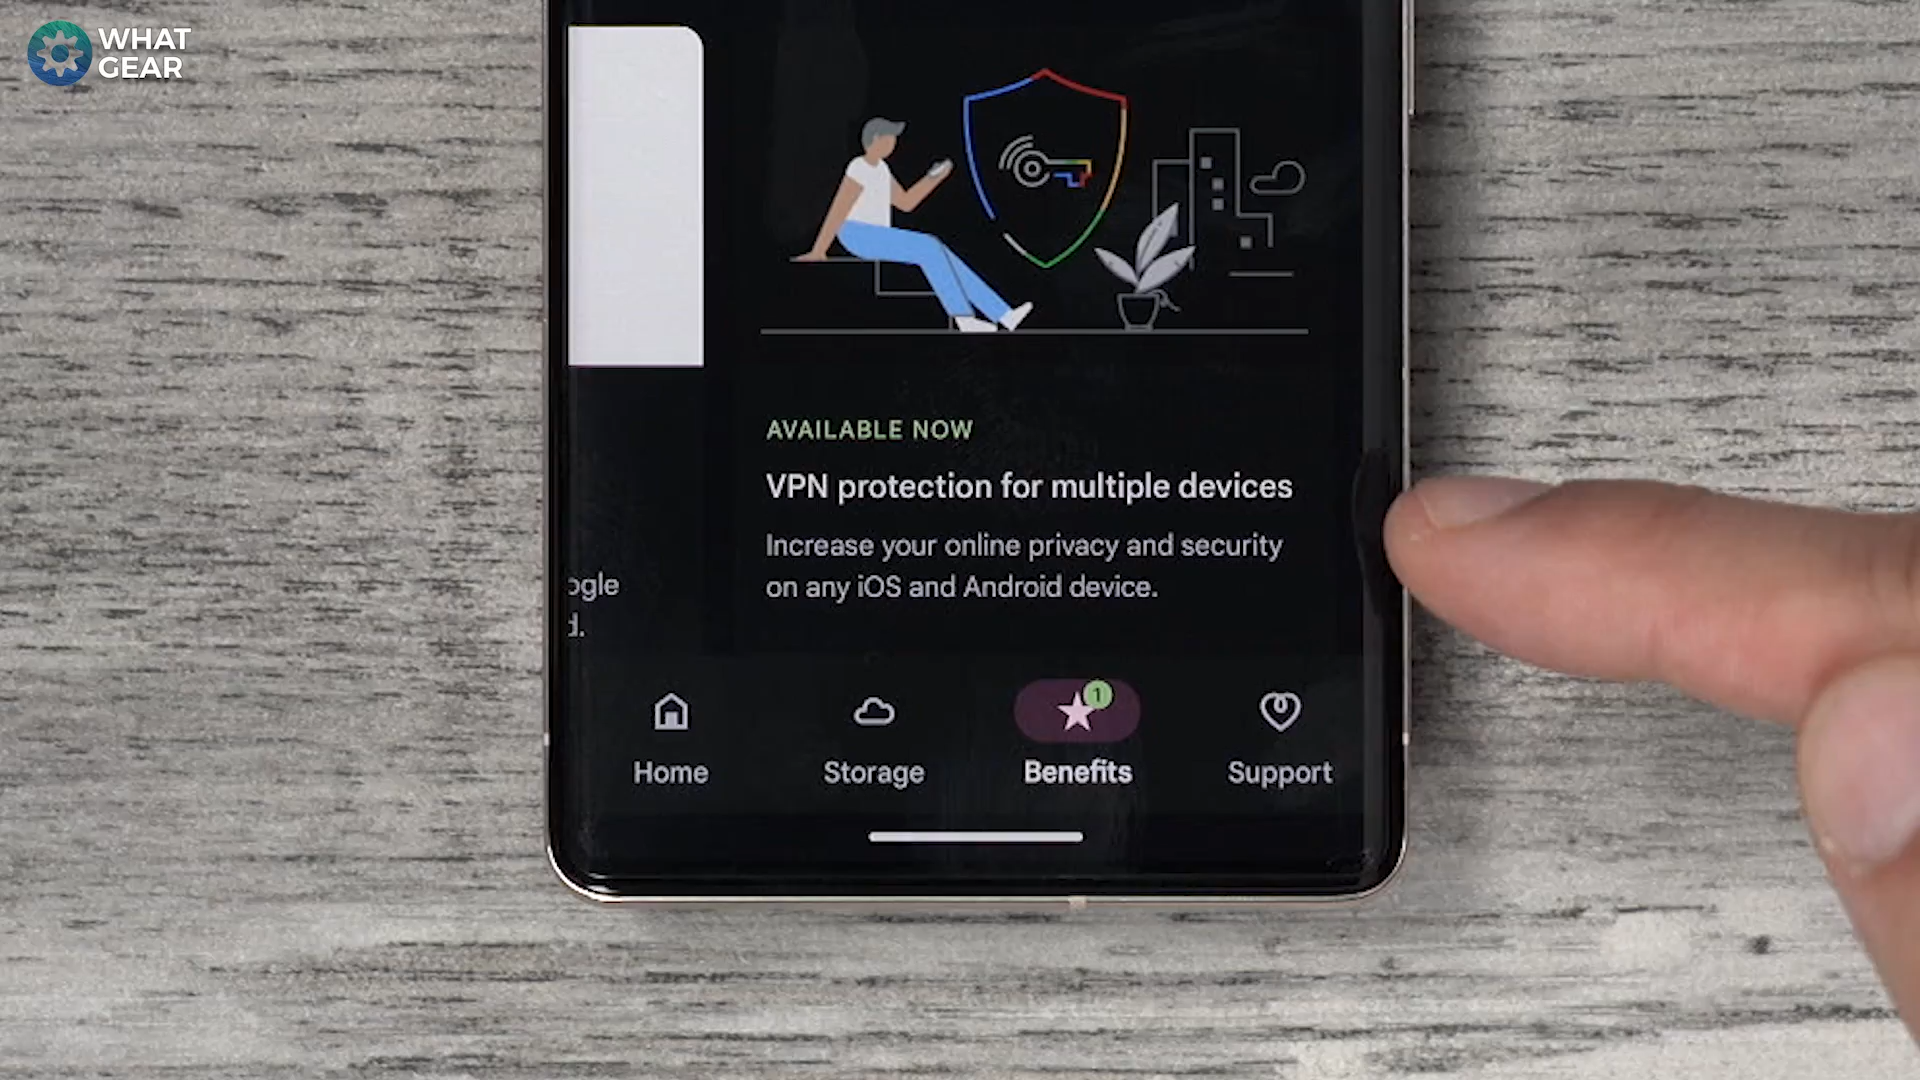 WHAT
GEAR
AVAILABLE NOW
VPN protection for multiple devices
Increase your online privacy and security
on any iOS and Android device.
ogle
d.
1
Home
Storage
Benefits
Support